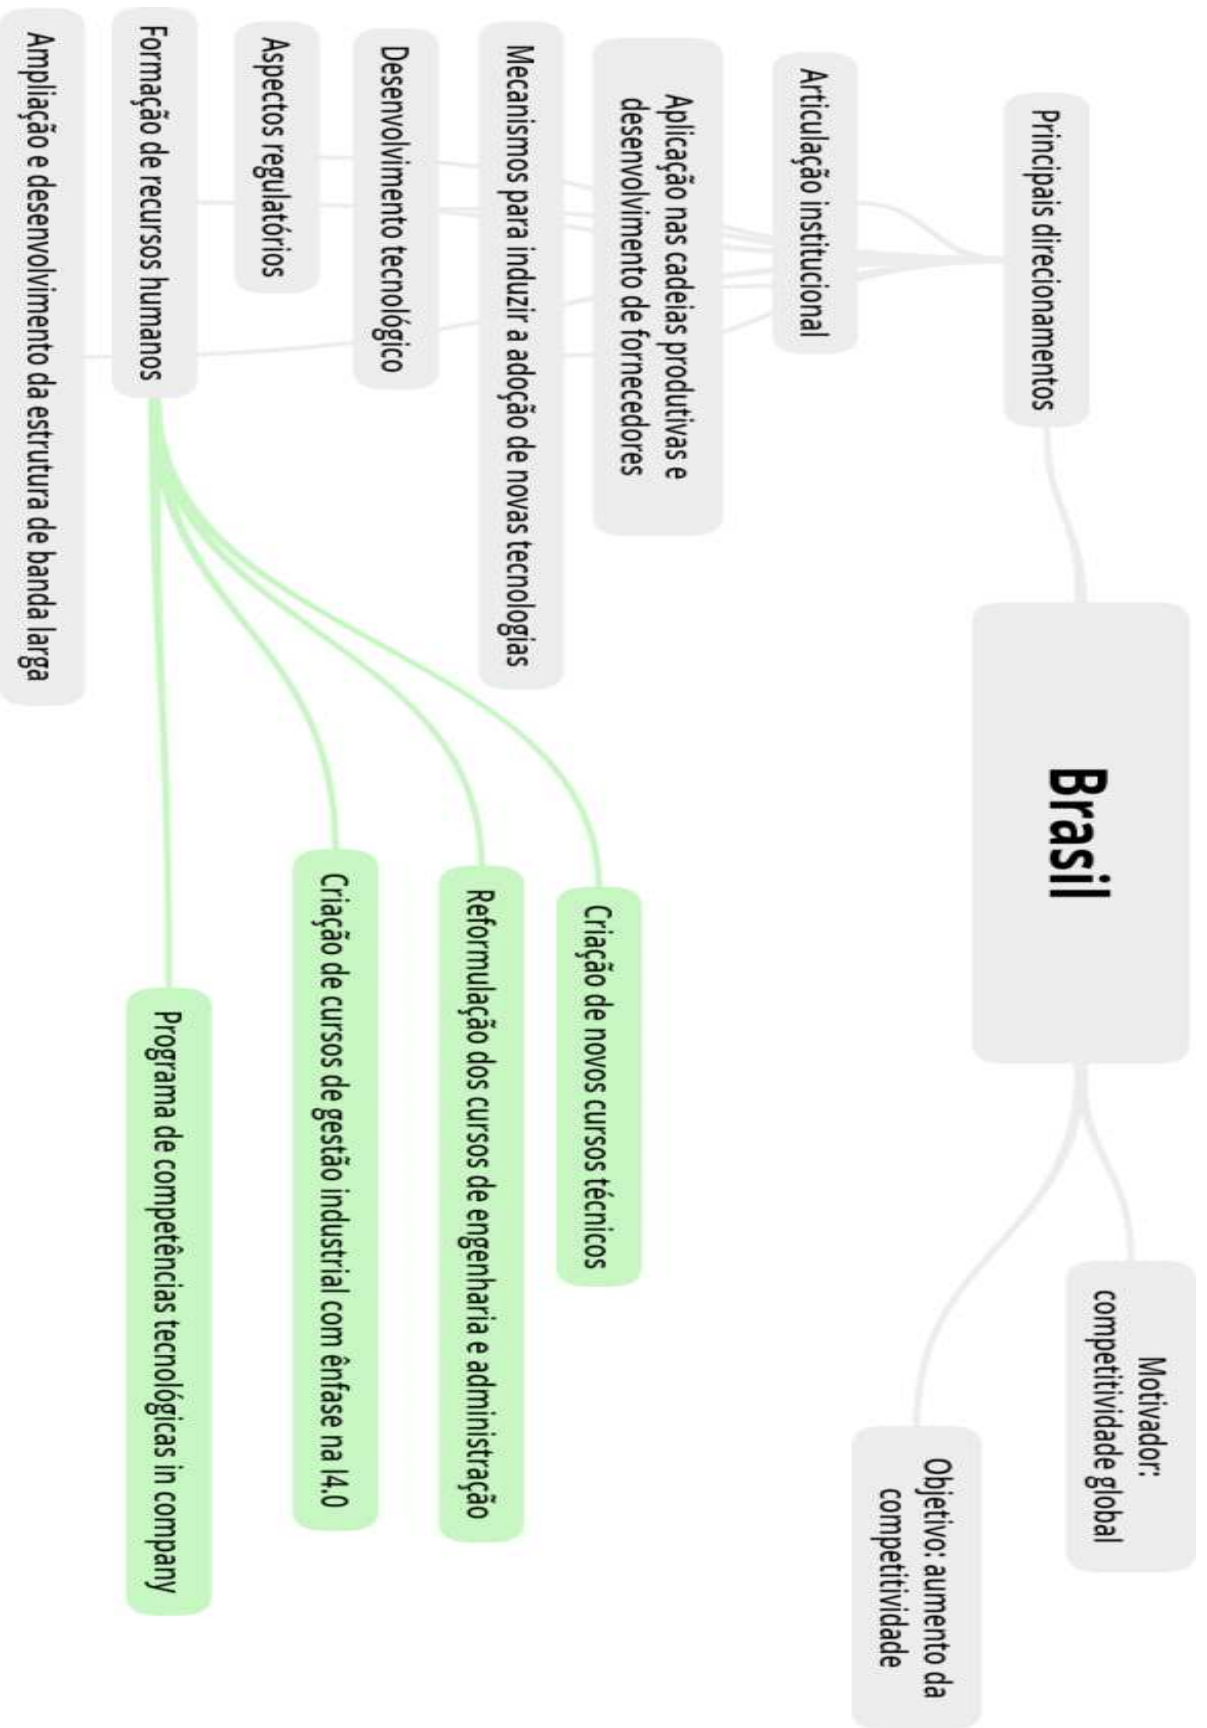 Brasil
Motivador:
competitividade global
Objetivo: aumento da
competitividade
Principais direcionamentos
Articulação institucional
Aplicação nas cadeias produtivas e
desenvolvimento de fornecedores
Mecanismos para induzir a adoção de novas tecnologias
Desenvolvimento tecnológico
Aspectos regulatórios
Formação de recursos humanos
Ampliação e desenvolvimento da estrutura de banda larga
Criação de novos cursos técnicos
Reformulação dos cursos de engenharia e administração
Criação de cursos de gestão industrial com ênfase na I4.0
Programa de competências tecnológicas in company